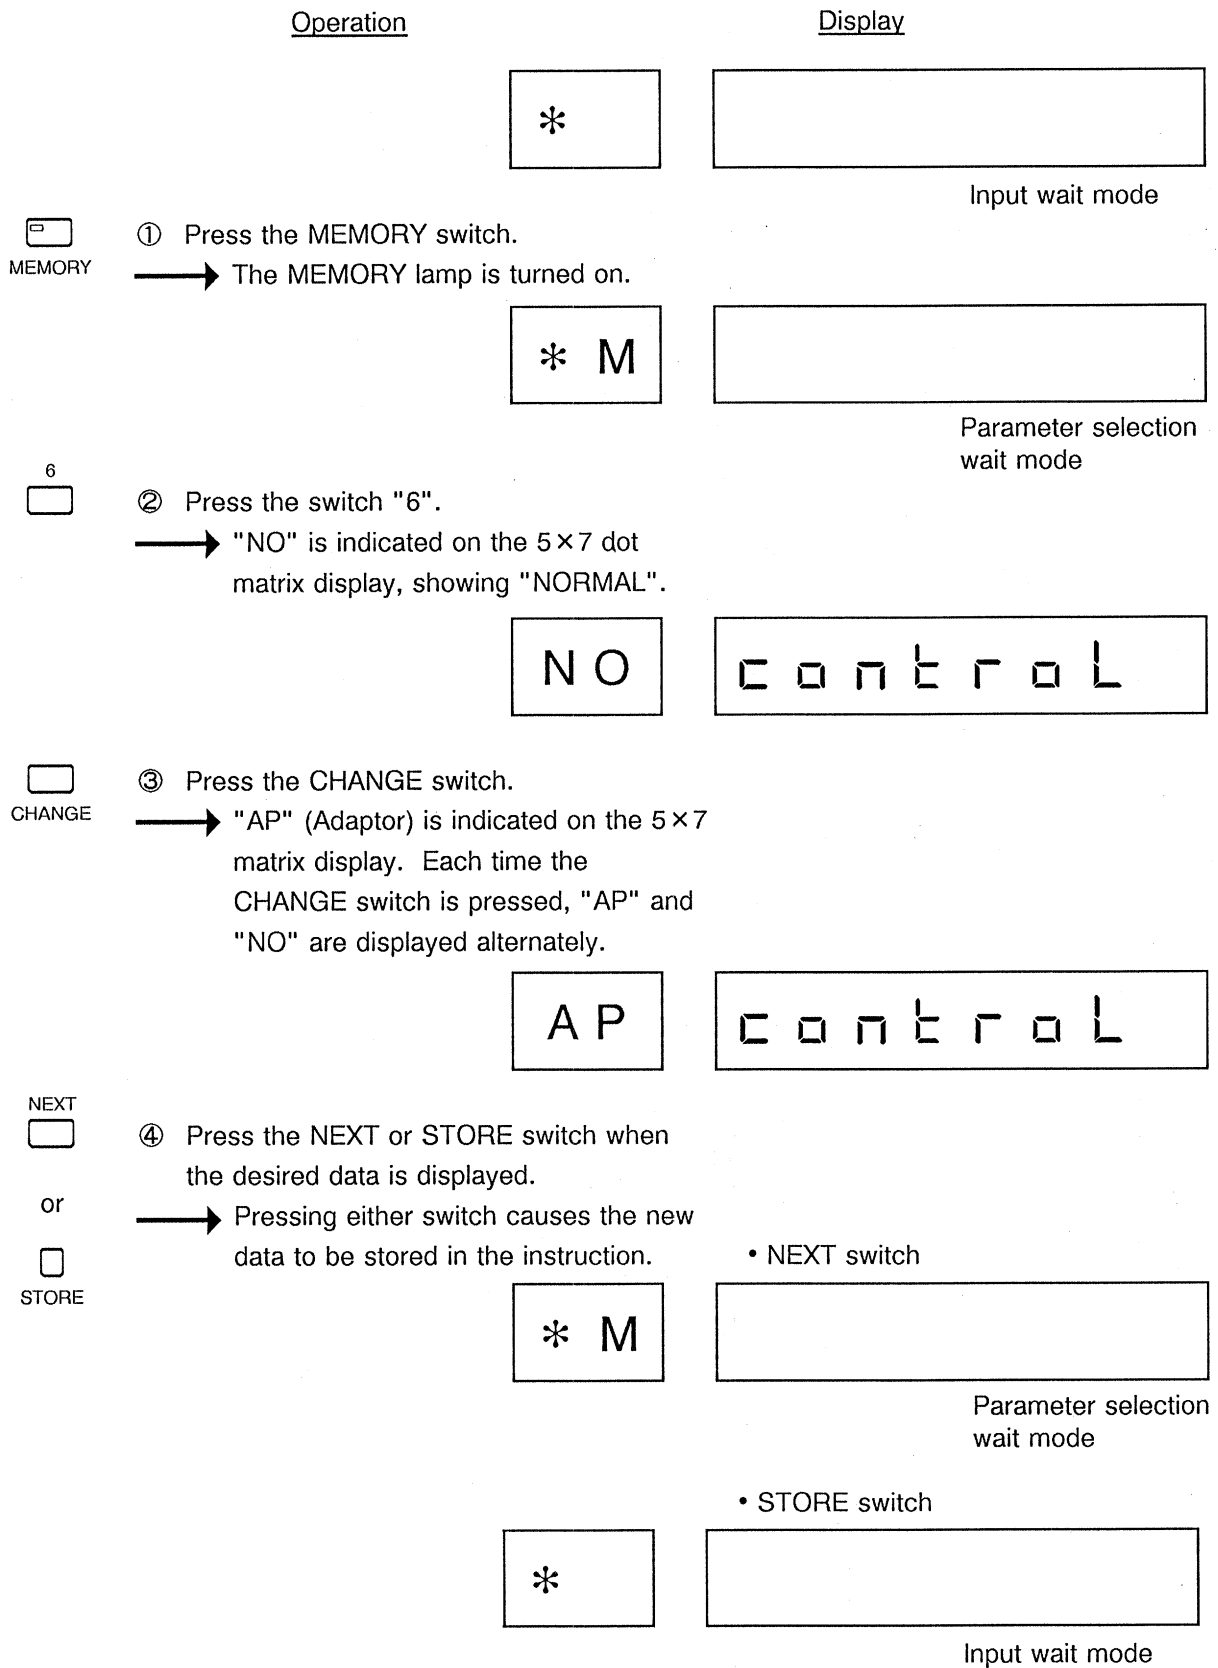 Operation
Display
*
Input wait mode
MEMORY
① Press the MEMORY switch.
The MEMORY lamp is turned on.
* M
Parameter selection
wait mode
6
② Press the switch "6".
"NO" is indicated on the 5×7 dot
matrix display, showing "NORMAL".
NO
controL
CHANGE
③ Press the CHANGE switch.
"AP" (Adaptor) is indicated on the 5×7
matrix display. Each time the
CHANGE switch is pressed, "AP" and
"NO" are displayed alternately.
AP
controL
NEXT
or
STORE
④ Press the NEXT or STORE switch when
the desired data is displayed.
Pressing either switch causes the new
data to be stored in the instruction.
• NEXT switch
* M
Parameter selection
wait mode
• STORE switch
*
Input wait mode